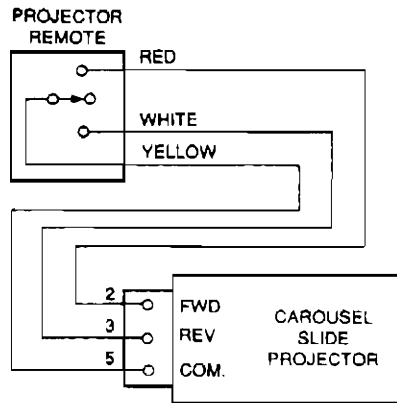 PROJECTOR
REMOTE
RED
WHITE
YELLOW
2 FWD
3 REV
5 COM.
CAROUSEL
SLIDE
PROJECTOR